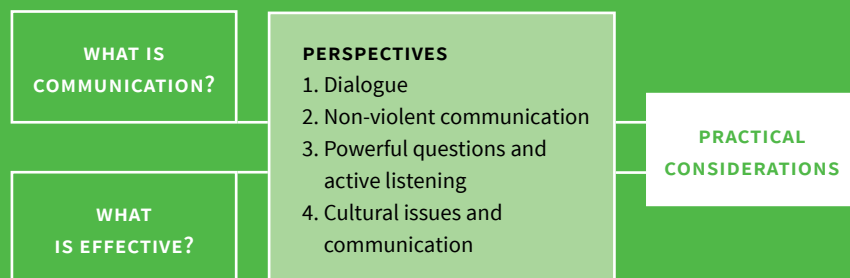 WHAT IS
COMMUNICATION?
WHAT
IS EFFECTIVE?
PERSPECTIVES
1. Dialogue
2. Non-violent communication
3. Powerful questions and
active listening
4. Cultural issues and
communication
PRACTICAL
CONSIDERATIONS